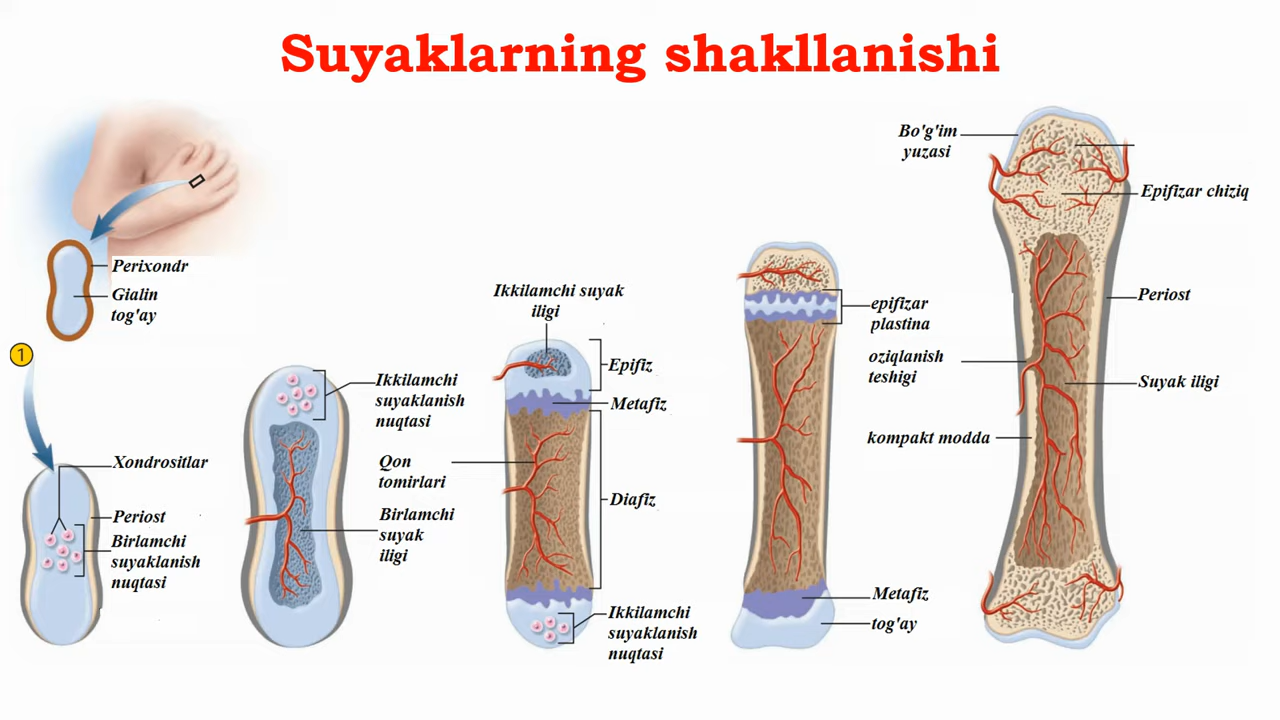 Suyaklarning shakllanishi
Perixondr
Gialin
tog'ay
1
Xondrositlar
Periost
Birlamchi
suyaklanish
nuqtasi
Ikkilamchi
suyaklanish
nuqtasi
Qon
tomirlari
Birlamchi
suyak
iligi
Ikkilamchi suyak
iligi
Epifiz
Metafiz
Diafiz
Ikkilamchi
suyaklanish
nuqtasi
epifizar
plastina
Metafiz
tog'ay
Bo'g'im
yuzasi
Epifizar chiziq
Periost
oziqlanish
teshigi
Suyak iligi
kompakt modda